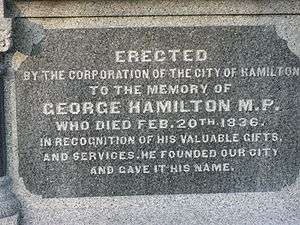 ERECTED
BY THE CORPORATION OF THE CITY OF HAMILTON
TO THE MEMORY OF
GEORGE HAMILTON M.P.
WHO DIED FEB. 20TH. 1836.
IN RECOGNITION OF HIS VALUABLE GIFTS,
AND SERVICES. HE FOUNDED OUR CITY
AND GAVE IT HIS NAME.